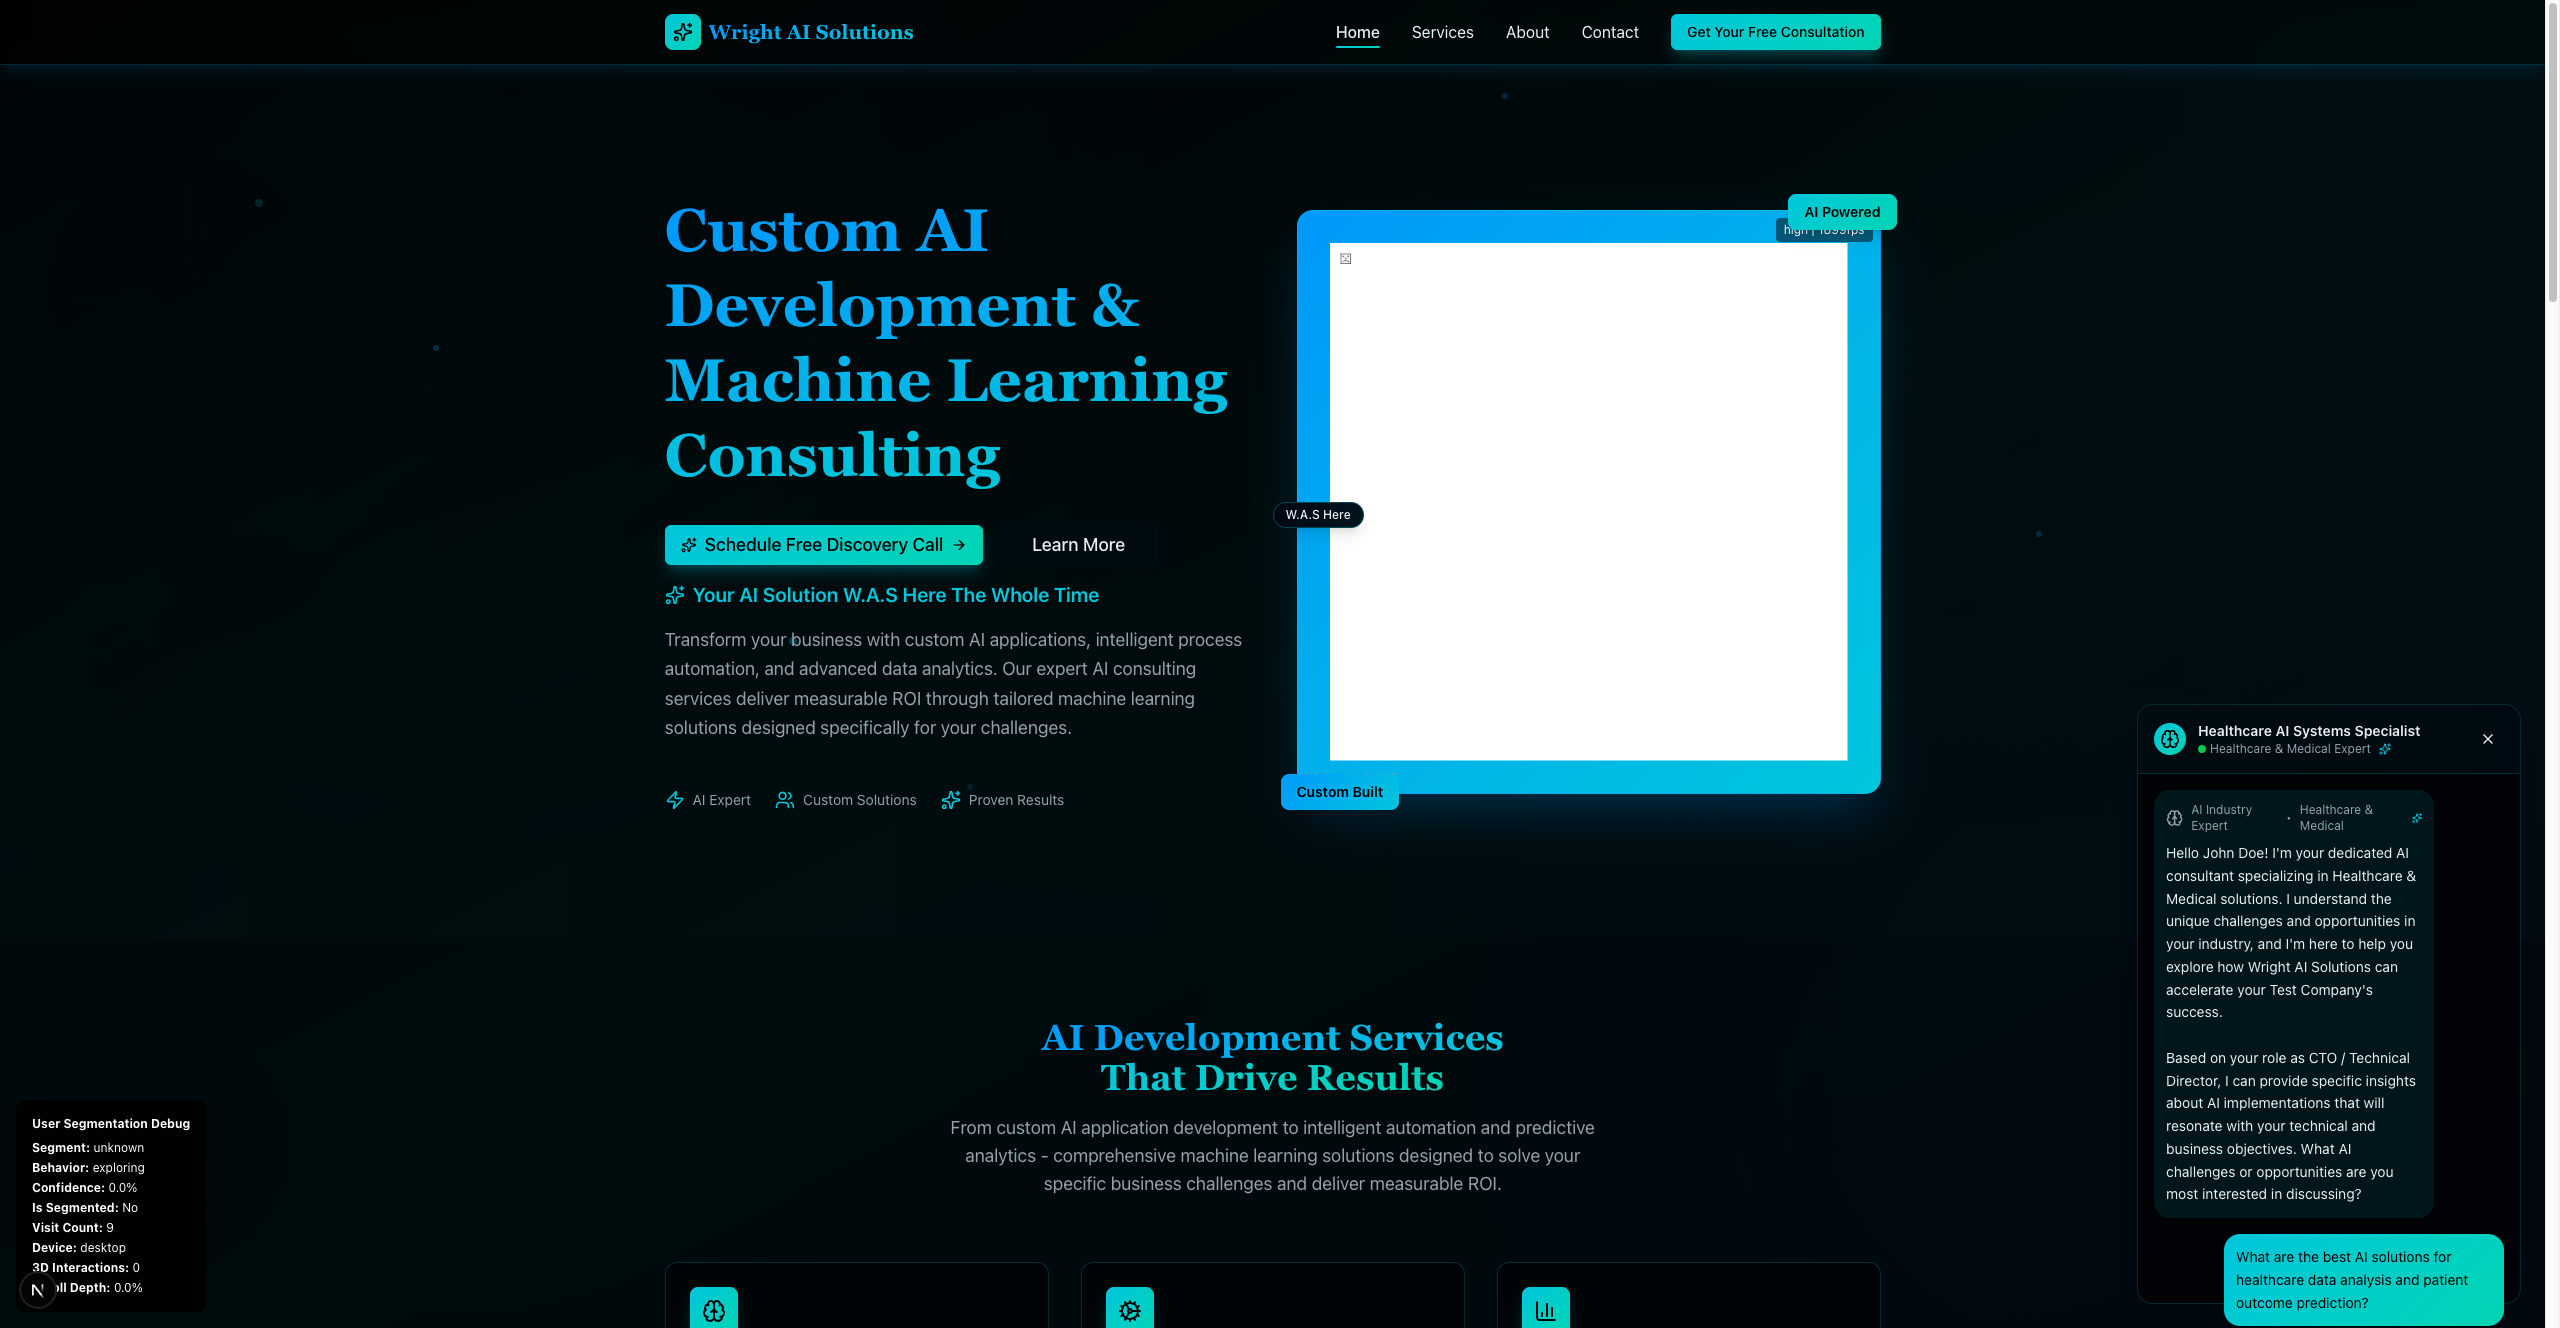 Wright AI Solutions
Home
Services
About
Contact
Get Your Free Consultation
Custom AI
Development &
Machine Learning
Consulting
Schedule Free Discovery Call
Learn More
Your AI Solution W.A.S Here The Whole Time
Transform your business with custom AI applications, intelligent process
automation, and advanced data analytics. Our expert AI consulting
services deliver measurable ROI through tailored machine learning
solutions designed specifically for your challenges.
AI Expert
Custom Solutions
Proven Results
AI Powered
high |
W.A.S Here
Custom Built
AI Development Services
That Drive Results
From custom AI application development to intelligent automation and predictive
analytics - comprehensive machine learning solutions designed to solve your
specific business challenges and deliver measurable ROI.
User Segmentation Debug
Segment: unknown
Behavior: exploring
Confidence: 0.0%
Is Segmented: No
Visit Count: 9
Device: desktop
3D Interactions: 0
Depth: 0.0%
N
Healthcare AI Systems Specialist
Healthcare & Medical Expert
AI Industry
Expert
•
Healthcare &
Medical
Hello John Doe! I'm your dedicated AI
consultant specializing in Healthcare &
Medical solutions. I understand the
unique challenges and opportunities in
your industry, and I'm here to help you
explore how Wright AI Solutions can
accelerate your Test Company's
success.
Based on your role as CTO / Technical
Director, I can provide specific insights
about AI implementations that will
resonate with your technical and
business objectives. What AI
challenges or opportunities are you
most interested in discussing?
What are the best AI solutions for
healthcare data analysis and patient
outcome prediction?